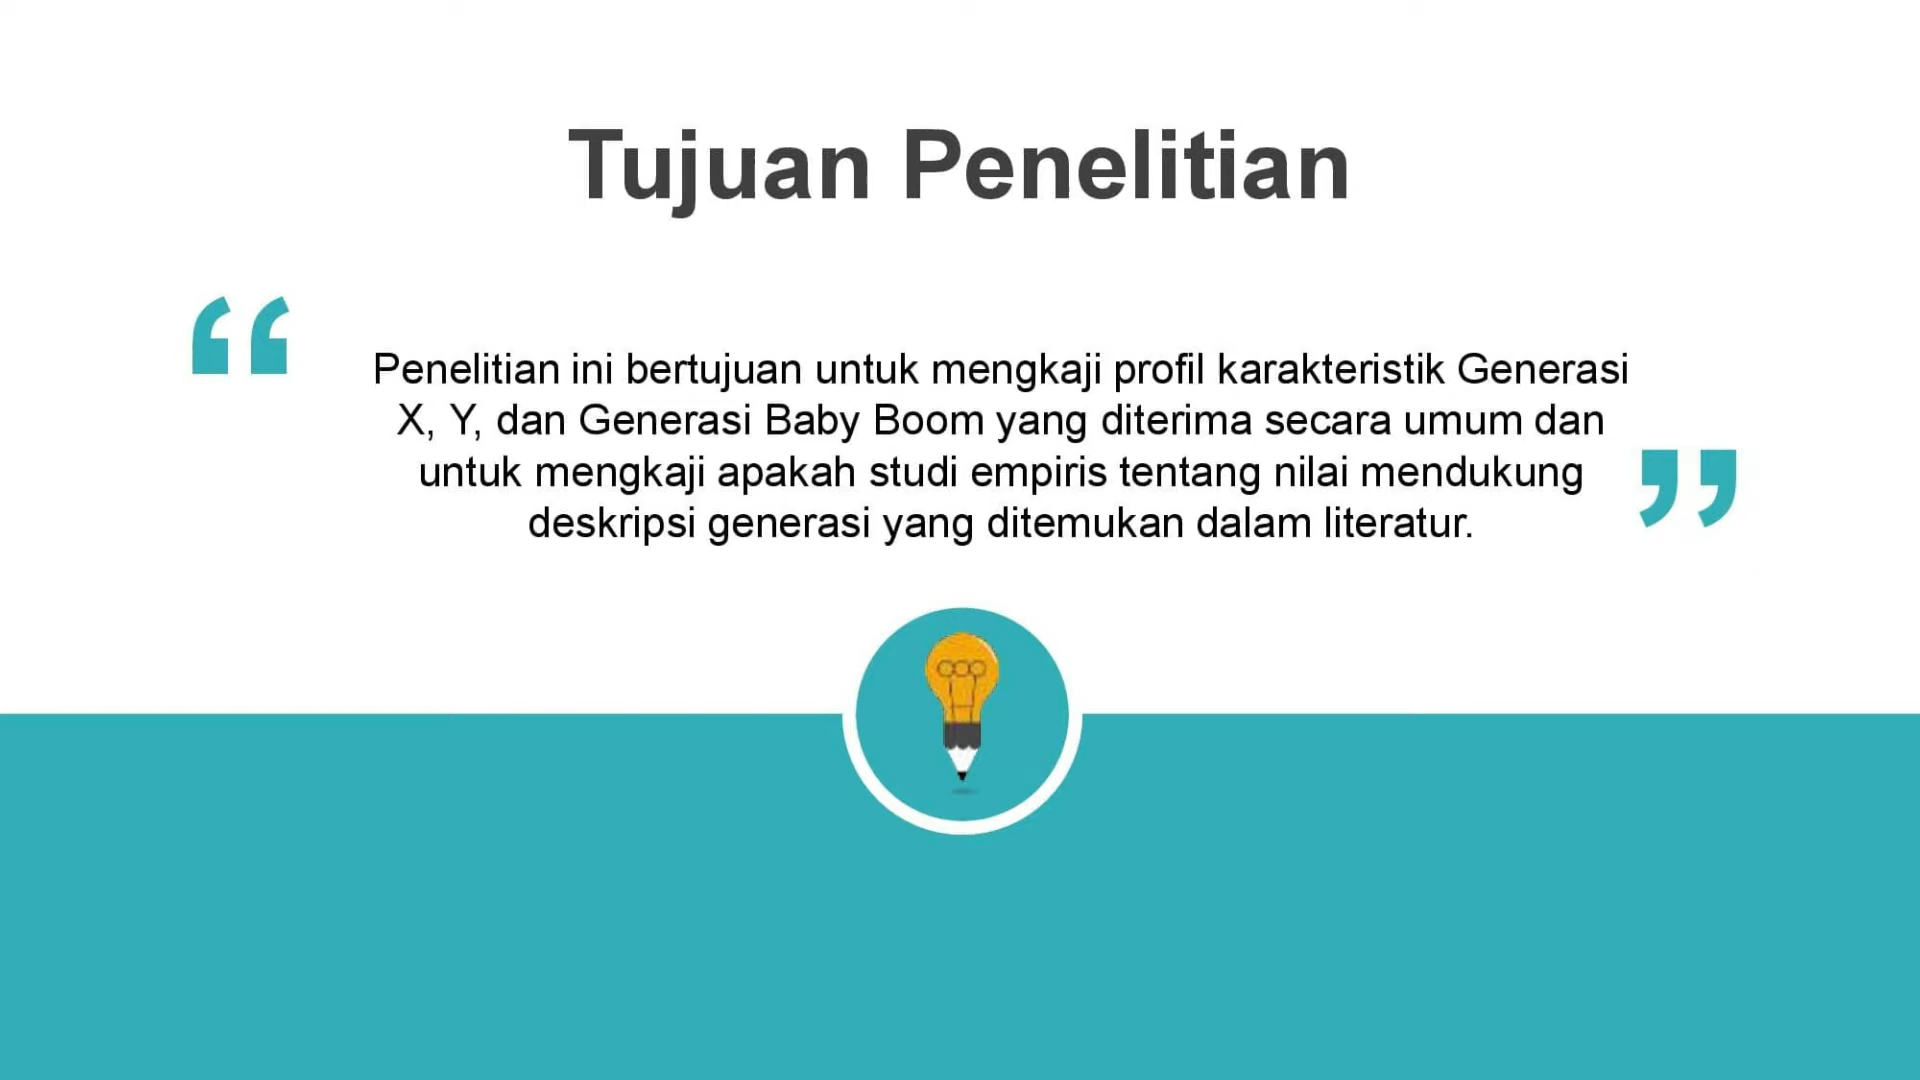 Tujuan Penelitian
“
Penelitian ini bertujuan untuk mengkaji profil karakteristik Generasi
X, Y, dan Generasi Baby Boom yang diterima secara umum dan
untuk mengkaji apakah studi empiris tentang nilai mendukung
deskripsi generasi yang ditemukan dalam literatur.
”